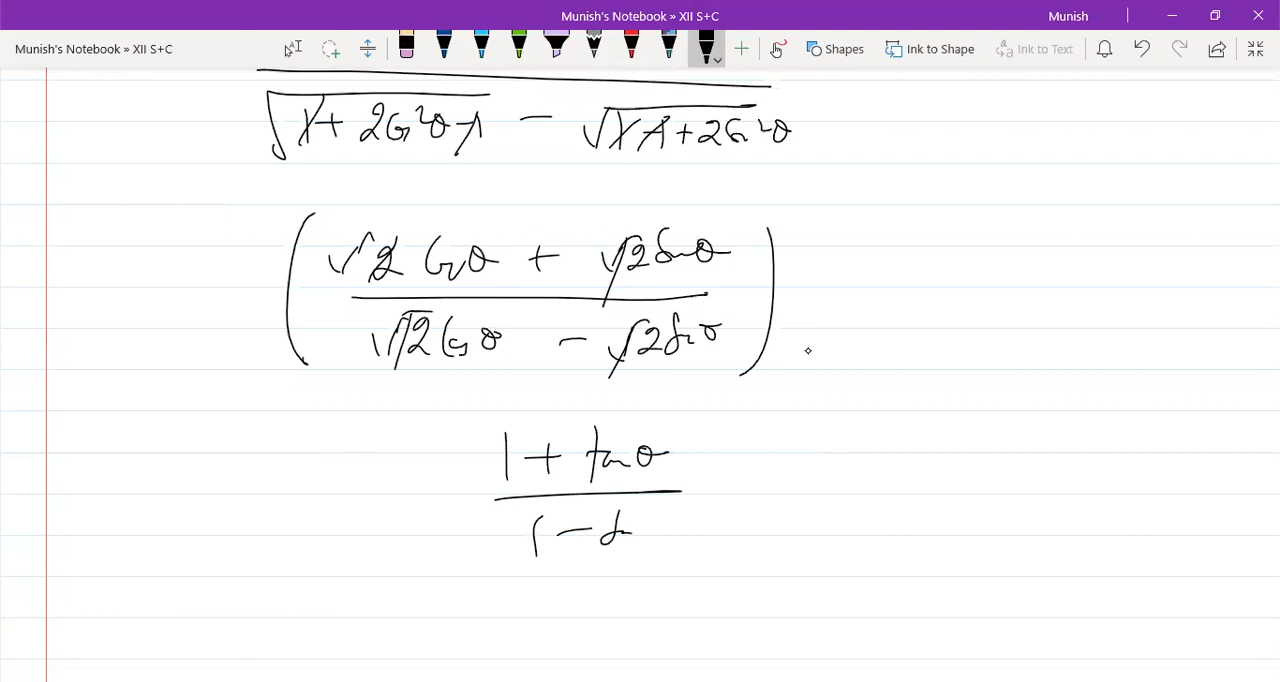 Munish's Notebook » XII S+C
Munish
Munish's Notebook » XII S+C
Shapes
Ink to Shape
Ink to Text
√(1 + 2Cos²θ - 1) - √(1 - 1 + 2Sin²θ)
(√2 Cosθ + √2 Sinθ)
√2 Cosθ - √2 Sinθ
1 + tanθ
1 -